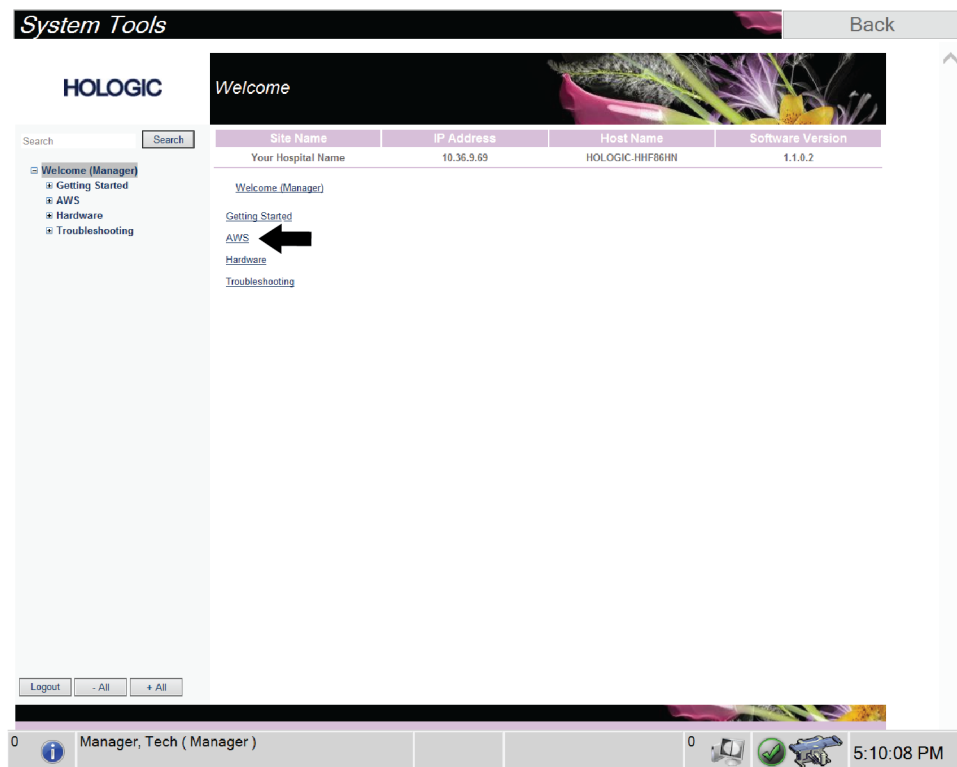 System Tools
Back
HOLOGIC
Welcome
Search
Search
Site Name IP Address Host Name Software Version
Your Hospital Name 10.36.9.69 HOLOGIC-HHF86HN 1.1.0.2
Welcome (Manager)
Getting Started
AWS
Hardware
Troubleshooting
Welcome (Manager)
Getting Started
AWS
Hardware
Troubleshooting
Logout - All + All
0 Manager, Tech ( Manager ) 0 5:10:08 PM